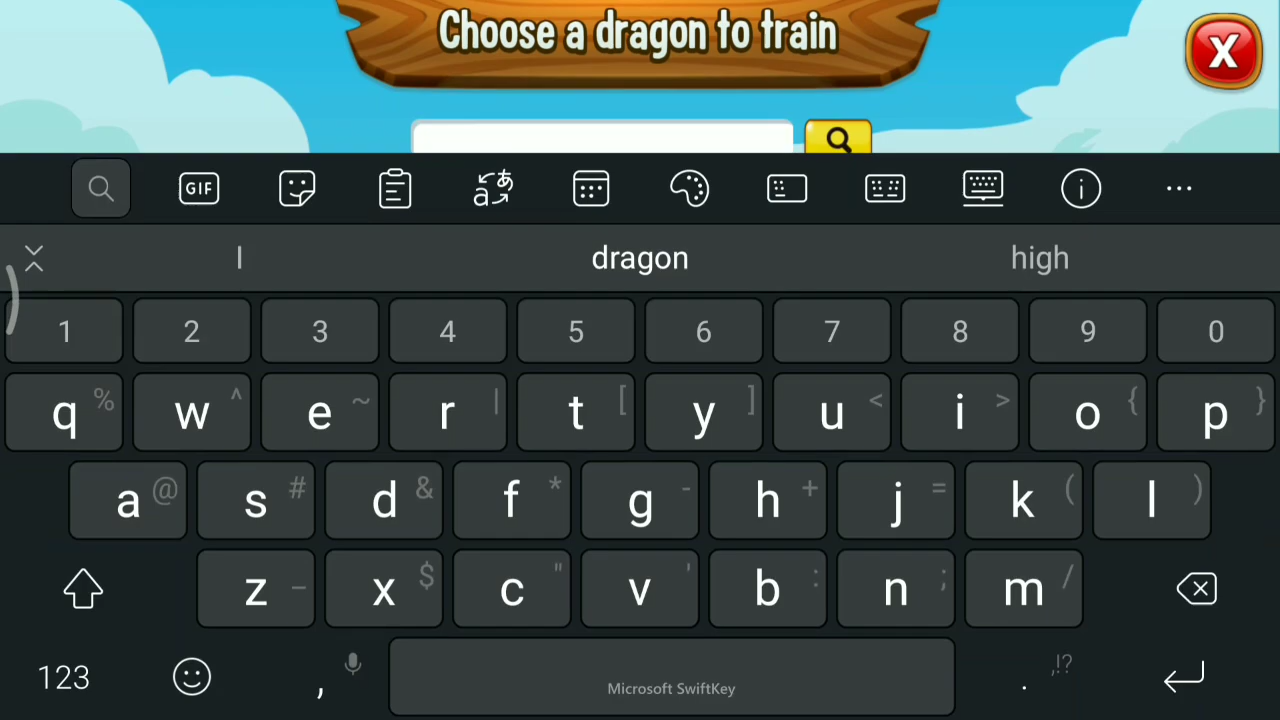 Choose a dragon to train
X
GIF
a あ
I dragon high
1 2 3 4 5 6 7 8 9 0
q % w ^ e ~ r | t [ y ] u < i > o { p }
a @ s # d & f * g - h + j = k ( l )
z _ x $ c " v ' b : n ; m /
123 , Microsoft SwiftKey . ,!?